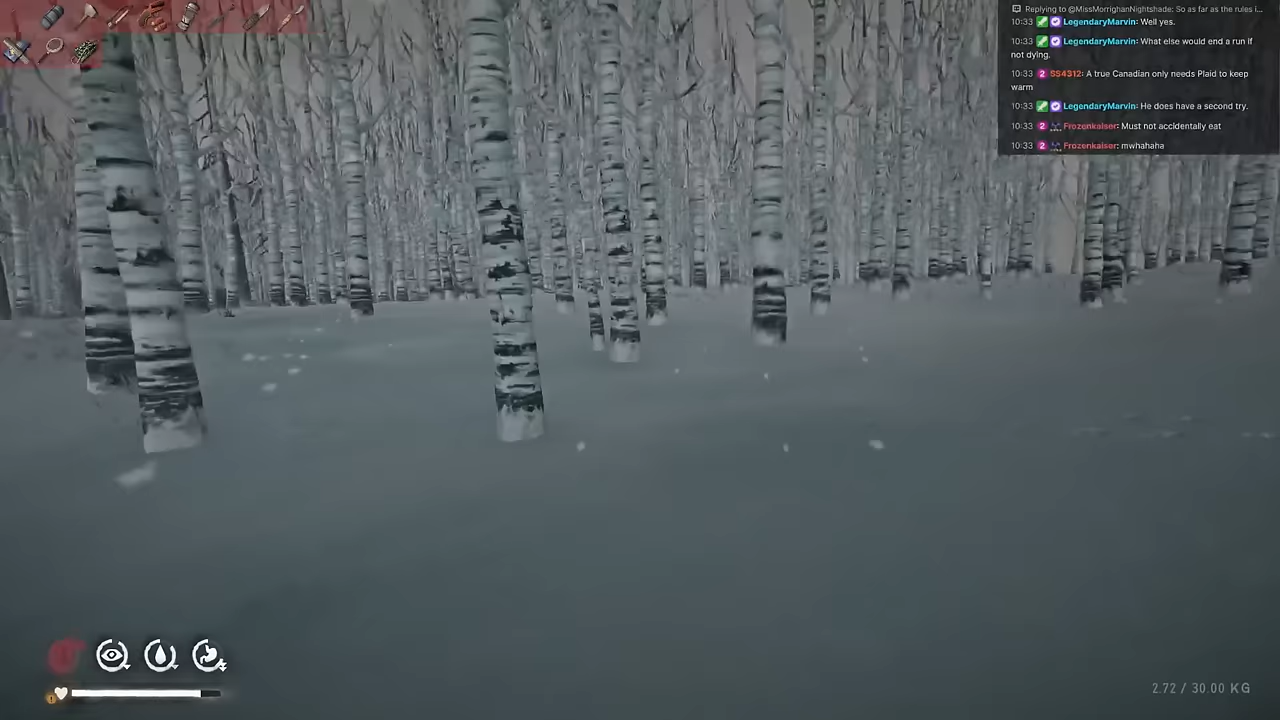 Replying to @MissMorrighanNightshade: So as far as the rules i...
10:33 LegendaryMarvin: Well yes.
10:33 LegendaryMarvin: What else would end a run if
not dying.
10:33 2 SS4312: A true Canadian only needs Plaid to keep
warm
10:33 LegendaryMarvin: He does have a second try.
10:33 2 Frozenkaiser: Must not accidentally eat
10:33 2 Frozenkaiser: mwhahaha
2.72 / 30.00 KG